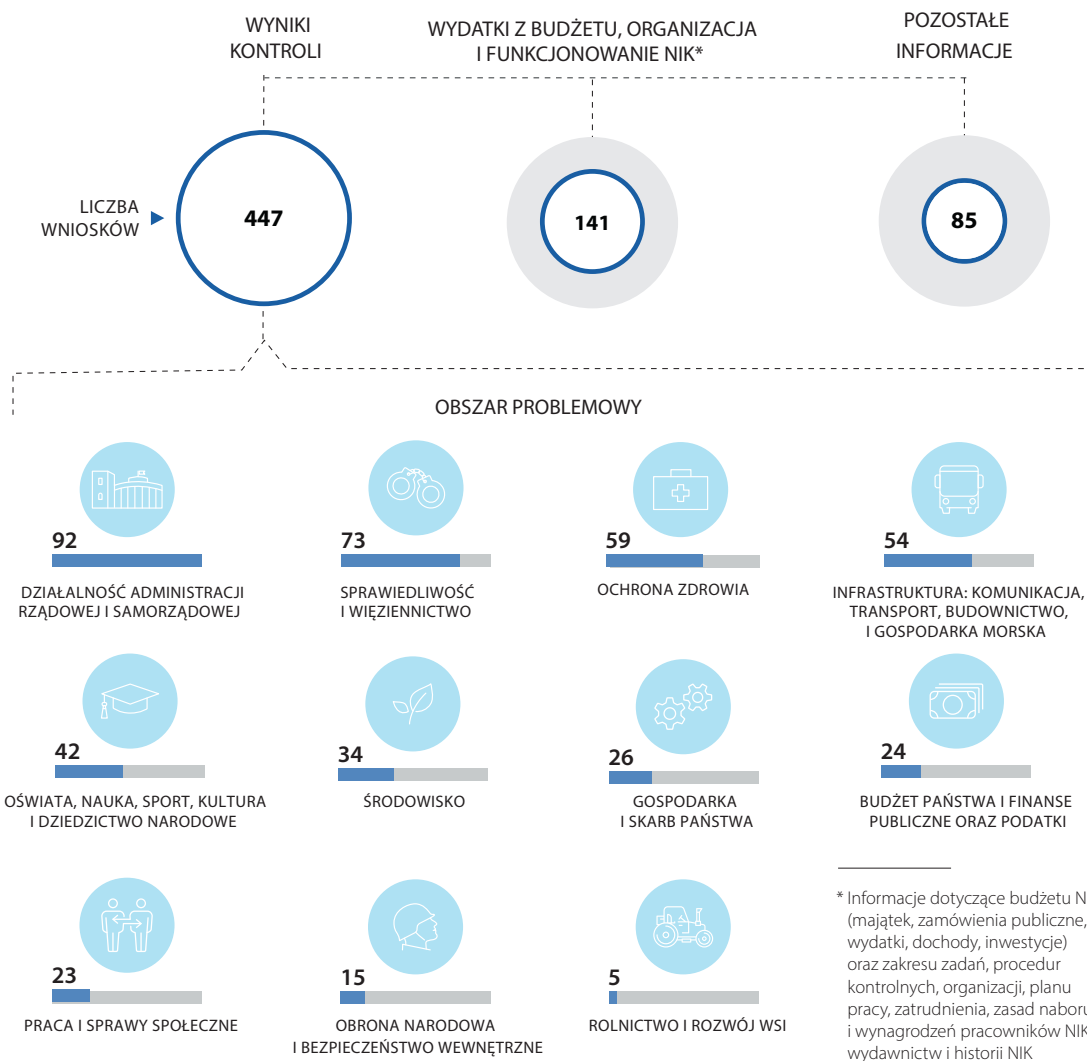 WYNIKI
KONTROLI
WYDATKI Z BUDŻETU, ORGANIZACJA
I FUNKCJONOWANIE NIK*
POZOSTAŁE
INFORMACJE
LICZBA
WNIOSKÓW
447
141
85
OBSZAR PROBLEMOWY
92
DZIAŁALNOŚĆ ADMINISTRACJI
RZĄDOWEJ I SAMORZĄDOWEJ
73
SPRAWIEDLIWOŚĆ
I WIĘZIENNICTWO
59
OCHRONA ZDROWIA
54
INFRASTRUKTURA: KOMUNIKACJA,
TRANSPORT, BUDOWNICTWO,
I GOSPODARKA MORSKA
42
OŚWIATA, NAUKA, SPORT, KULTURA
I DZIEDZICTWO NARODOWE
34
ŚRODOWISKO
26
GOSPODARKA
I SKARB PAŃSTWA
24
BUDŻET PAŃSTWA I FINANSE
PUBLICZNE ORAZ PODATKI
23
PRACA I SPRAWY SPOŁECZNE
15
OBRONA NARODOWA
I BEZPIECZEŃSTWO WEWNĘTRZNE
5
ROLNICTWO I ROZWÓJ WSI
* Informacje dotyczące budżetu
(majątek, zamówienia publiczne,
wydatki, dochody, inwestycje)
oraz zakresu zadań, procedur
kontrolnych, organizacji, planu
pracy, zatrudnienia, zasad naboru
i wynagrodzeń pracowników NIK
wydawnictw i historii NIK